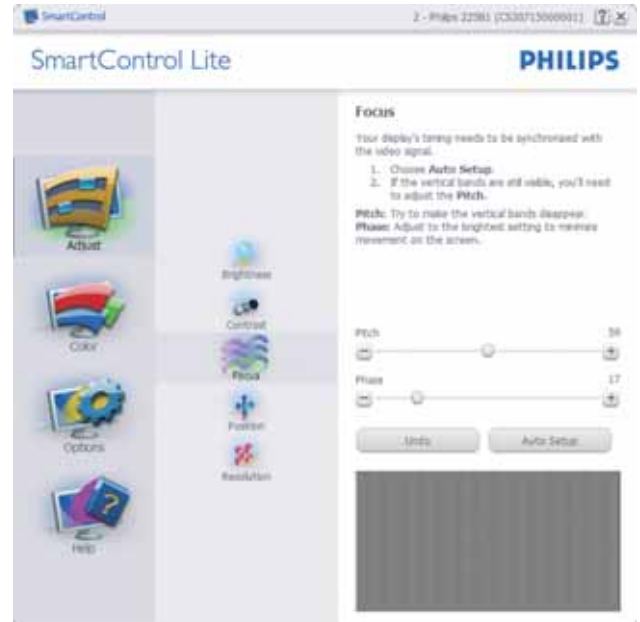 SmartControl
2 - Philips 225B1
SmartControl Lite
PHILIPS
Adjust
Color
Options
Help
Brightness
Contrast
Focus
Position
Resolution
Focus
Your display's timing needs to be synchronized with
the video signal.
1. Choose Auto Setup.
2. If the vertical bands are still visible, you'll need
to adjust the Pitch.
Pitch: Try to make the vertical bands disappear.
Phase: Adjust to the brightest setting to minimize
movement on the screen.
Pitch 50
Phase 17
Undo
Auto Setup